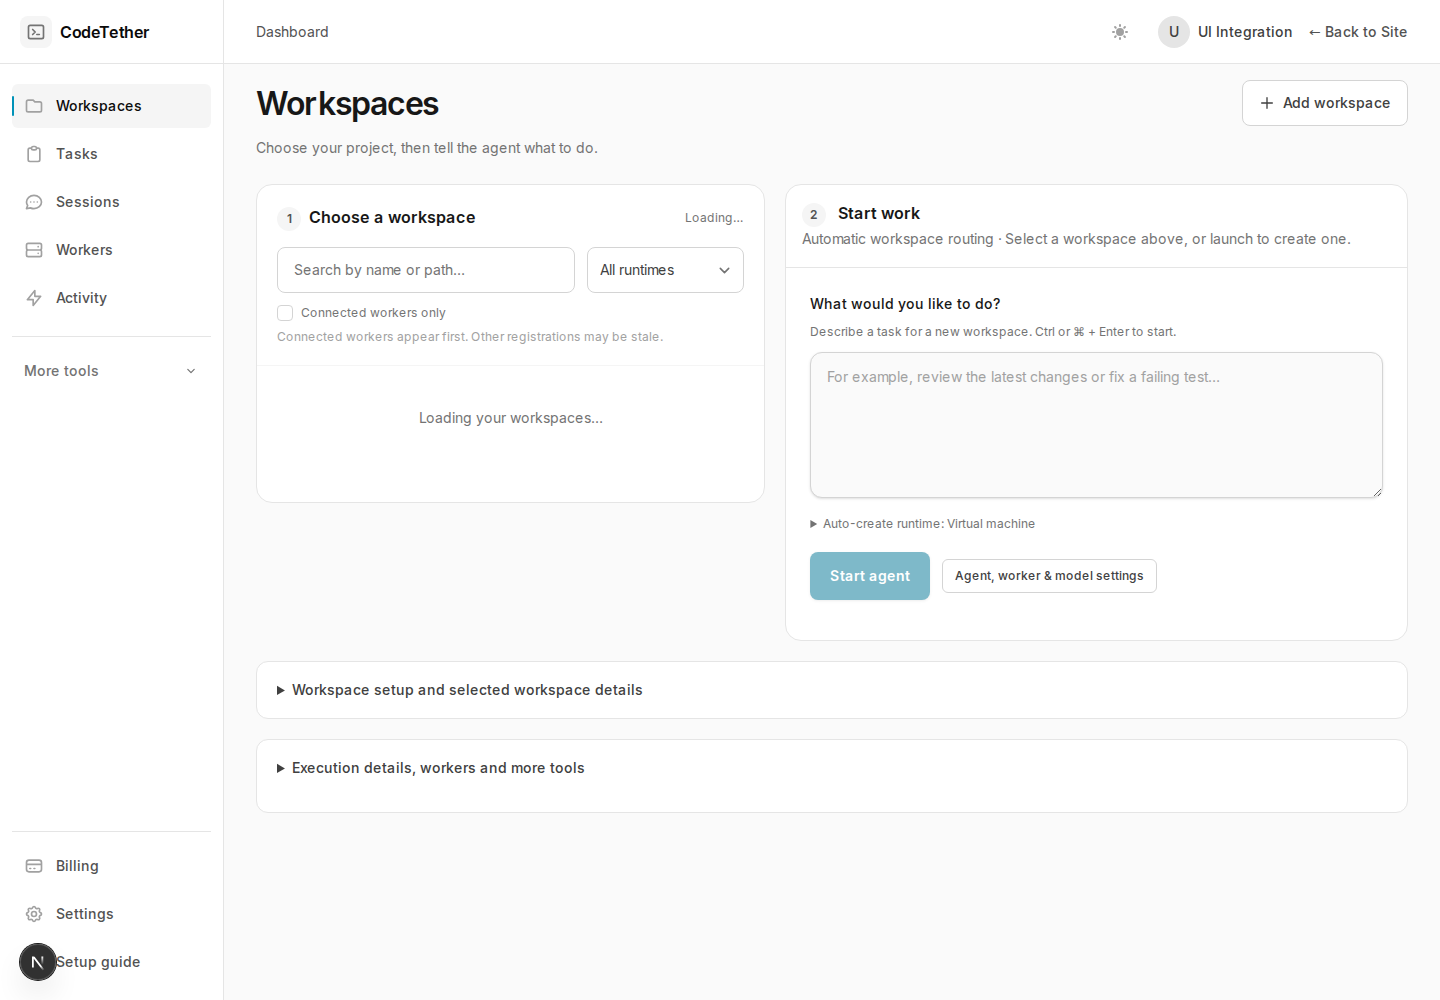 CodeTether
Dashboard
U
UI Integration
← Back to Site
Workspaces
Tasks
Sessions
Workers
Activity
More tools
Billing
Settings
N
Setup guide
Workspaces
Add workspace
Choose your project, then tell the agent what to do.
1
Choose a workspace
Loading...
Search by name or path...
All runtimes
Connected workers only
Connected workers appear first. Other registrations may be stale.
Loading your workspaces...
2
Start work
Automatic workspace routing · Select a workspace above, or launch to create one.
What would you like to do?
Describe a task for a new workspace. Ctrl or ⌘ + Enter to start.
For example, review the latest changes or fix a failing test...
Auto-create runtime: Virtual machine
Start agent
Agent, worker & model settings
Workspace setup and selected workspace details
Execution details, workers and more tools